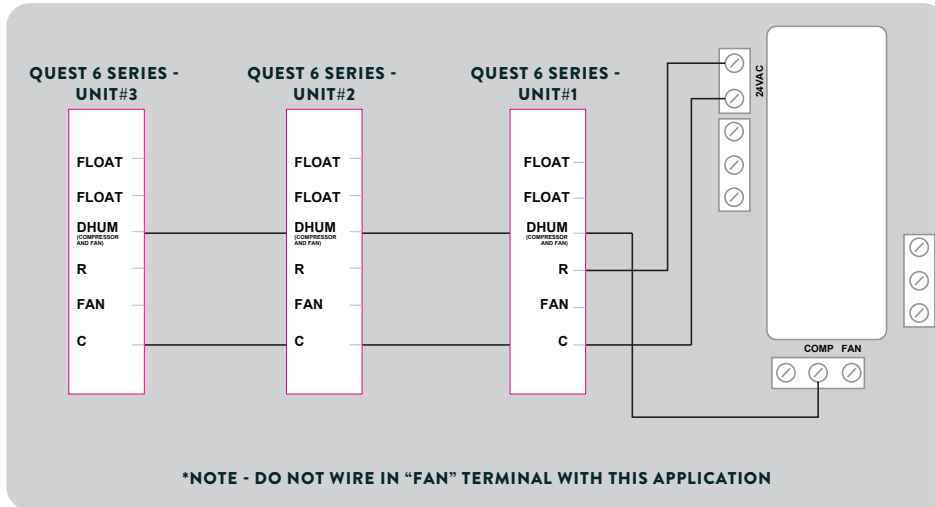 QUEST 6 SERIES -
UNIT#3
FLOAT
FLOAT
DHUM
(COMPRESSOR
AND FAN)
R
FAN
C
QUEST 6 SERIES -
UNIT#2
FLOAT
FLOAT
DHUM
(COMPRESSOR
AND FAN)
R
FAN
C
QUEST 6 SERIES -
UNIT#1
FLOAT
FLOAT
DHUM
(COMPRESSOR
AND FAN)
R
FAN
C
24VAC
COMP FAN
*NOTE - DO NOT WIRE IN “FAN” TERMINAL WITH THIS APPLICATION